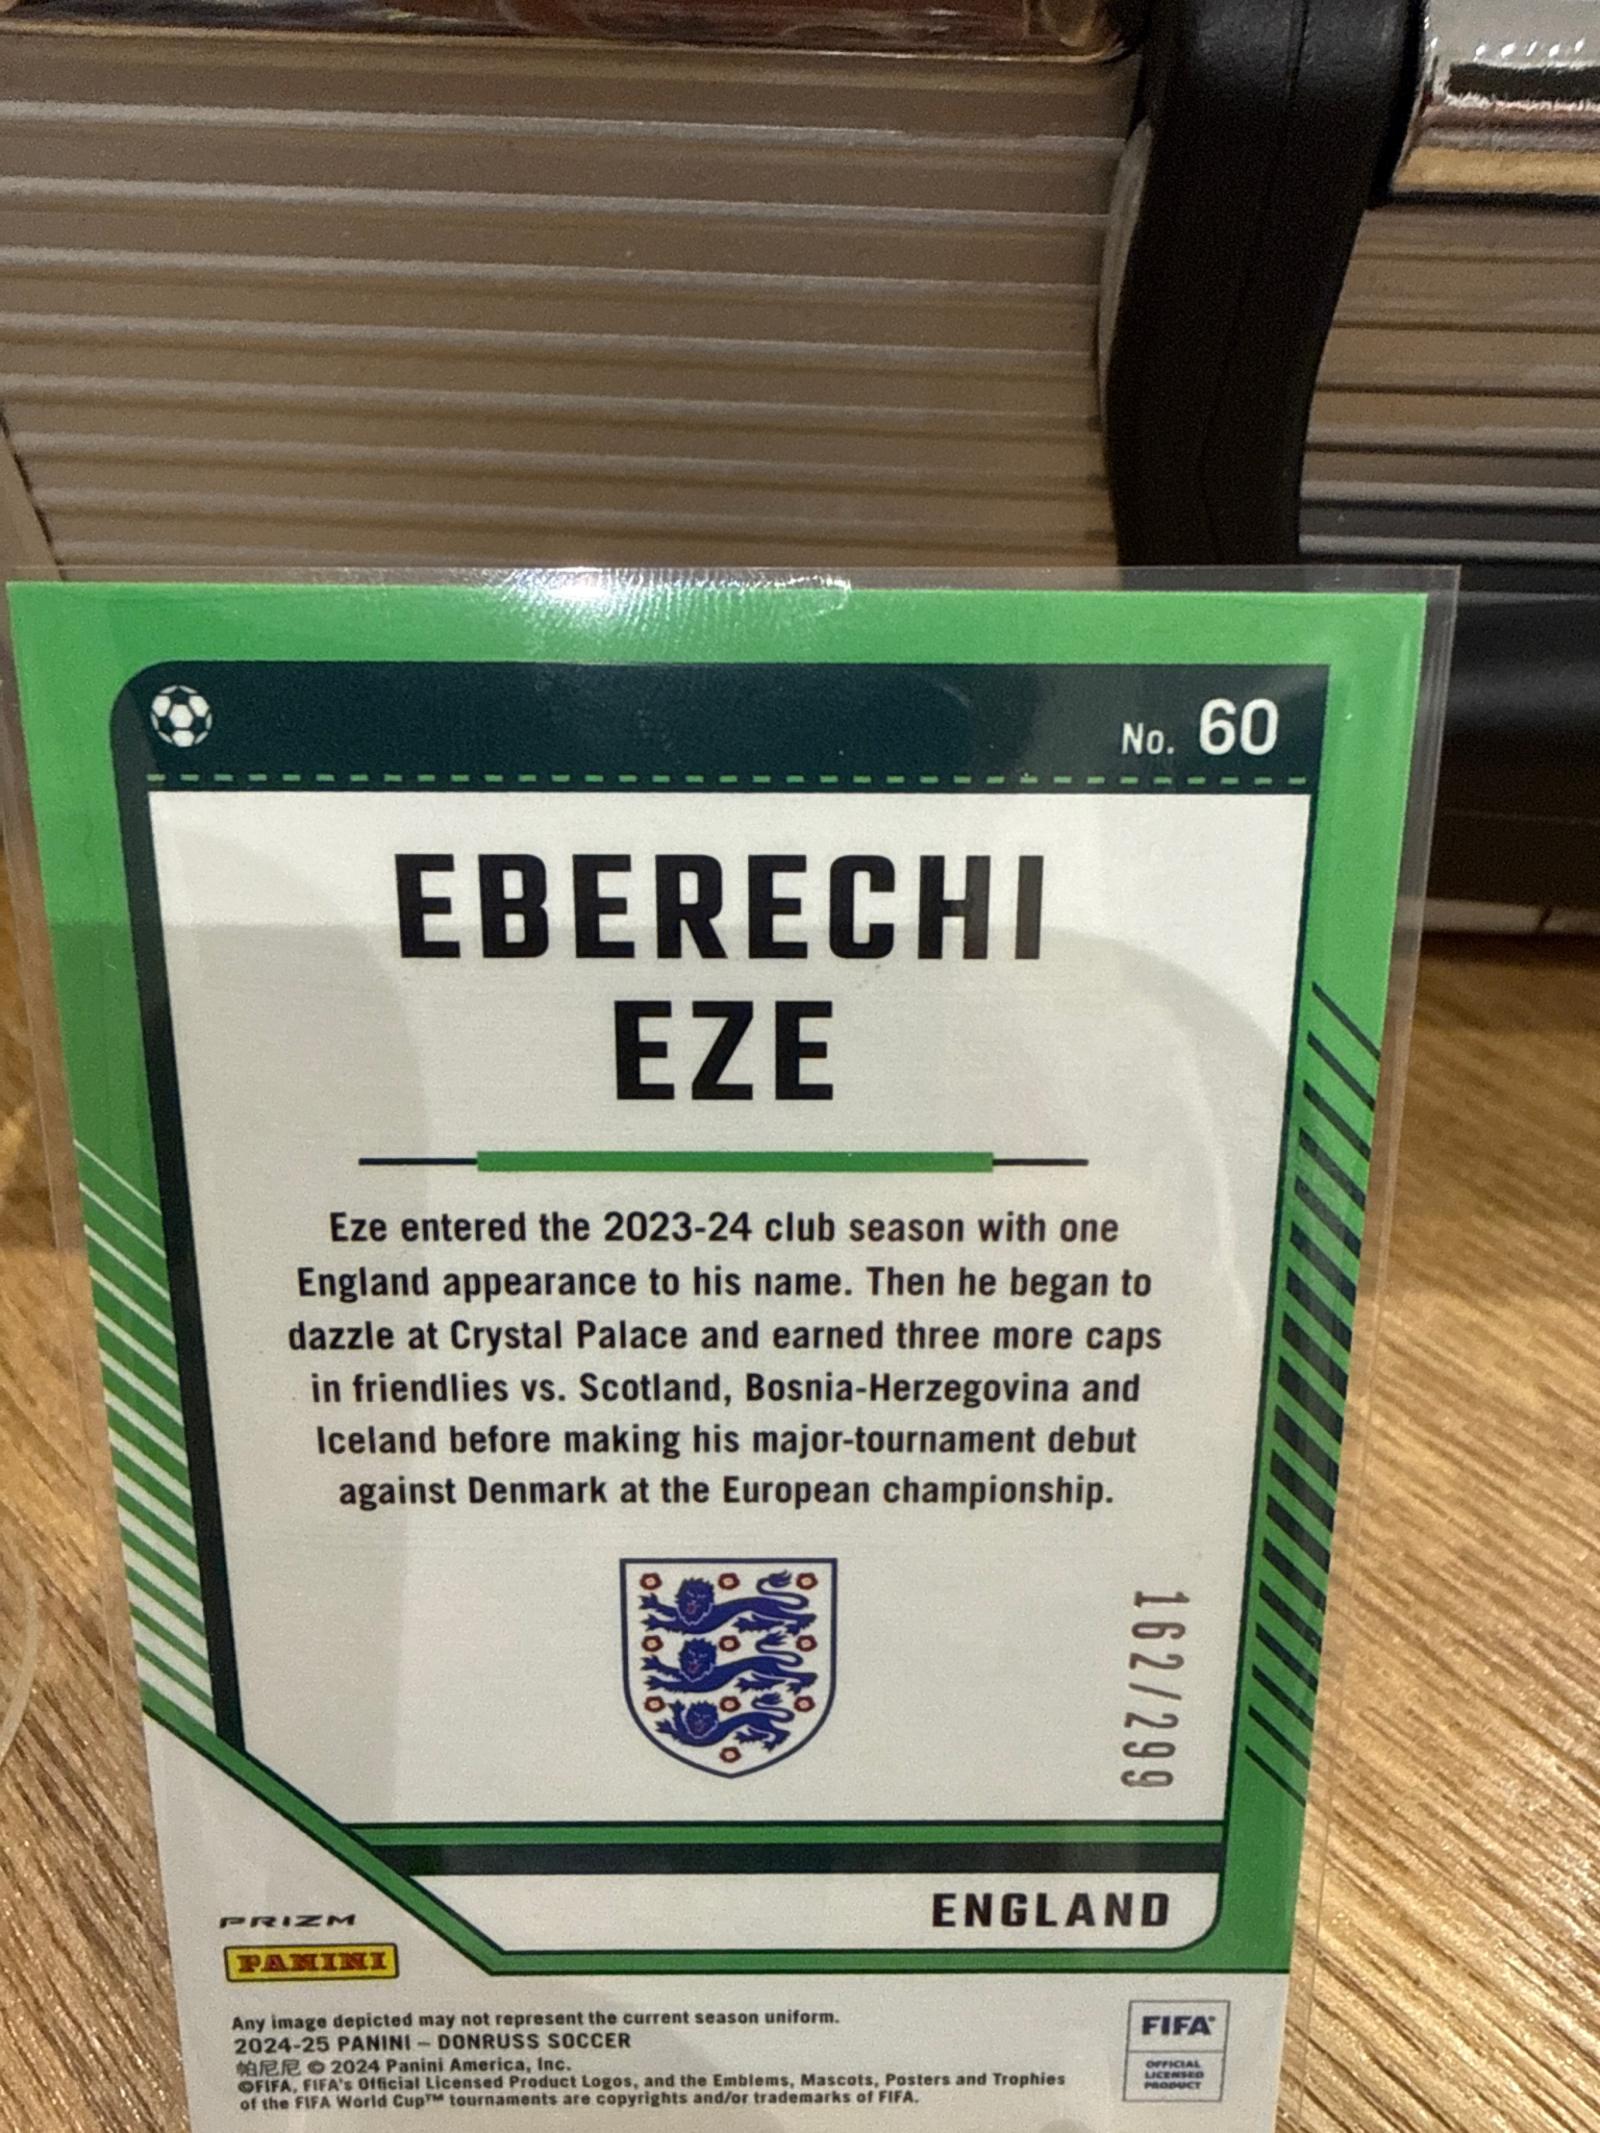 No. 60
EBERECHI
EZE
Eze entered the 2023-24 club season with one
England appearance to his name. Then he began to
dazzle at Crystal Palace and earned three more caps
in friendlies vs. Scotland, Bosnia-Herzegovina and
Iceland before making his major-tournament debut
against Denmark at the European championship.
162/299
ENGLAND
PRIZM
PANINI
Any image depicted may not represent the current season uniform.
2024-25 PANINI – DONRUSS SOCCER
帕尼尼 © 2024 Panini America, Inc.
©FIFA, FIFA's Official Licensed Product Logos, and the Emblems, Mascots, Posters and Trophies
of the FIFA World Cup™ tournaments are copyrights and/or trademarks of FIFA.
FIFA®
OFFICIAL
LICENSED
PRODUCT